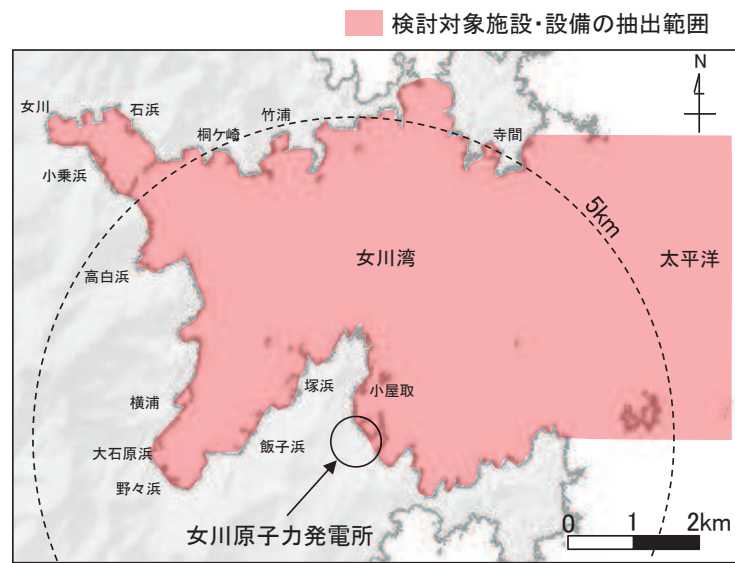 検討対象施設・設備の抽出範囲
N
女川
石浜
竹浦
桐ケ崎
寺間
小乗浜
5km
女川湾
太平洋
高白浜
塚浜
小屋取
横浦
大石原浜
飯子浜
野々浜
女川原子力発電所
0 1 2km